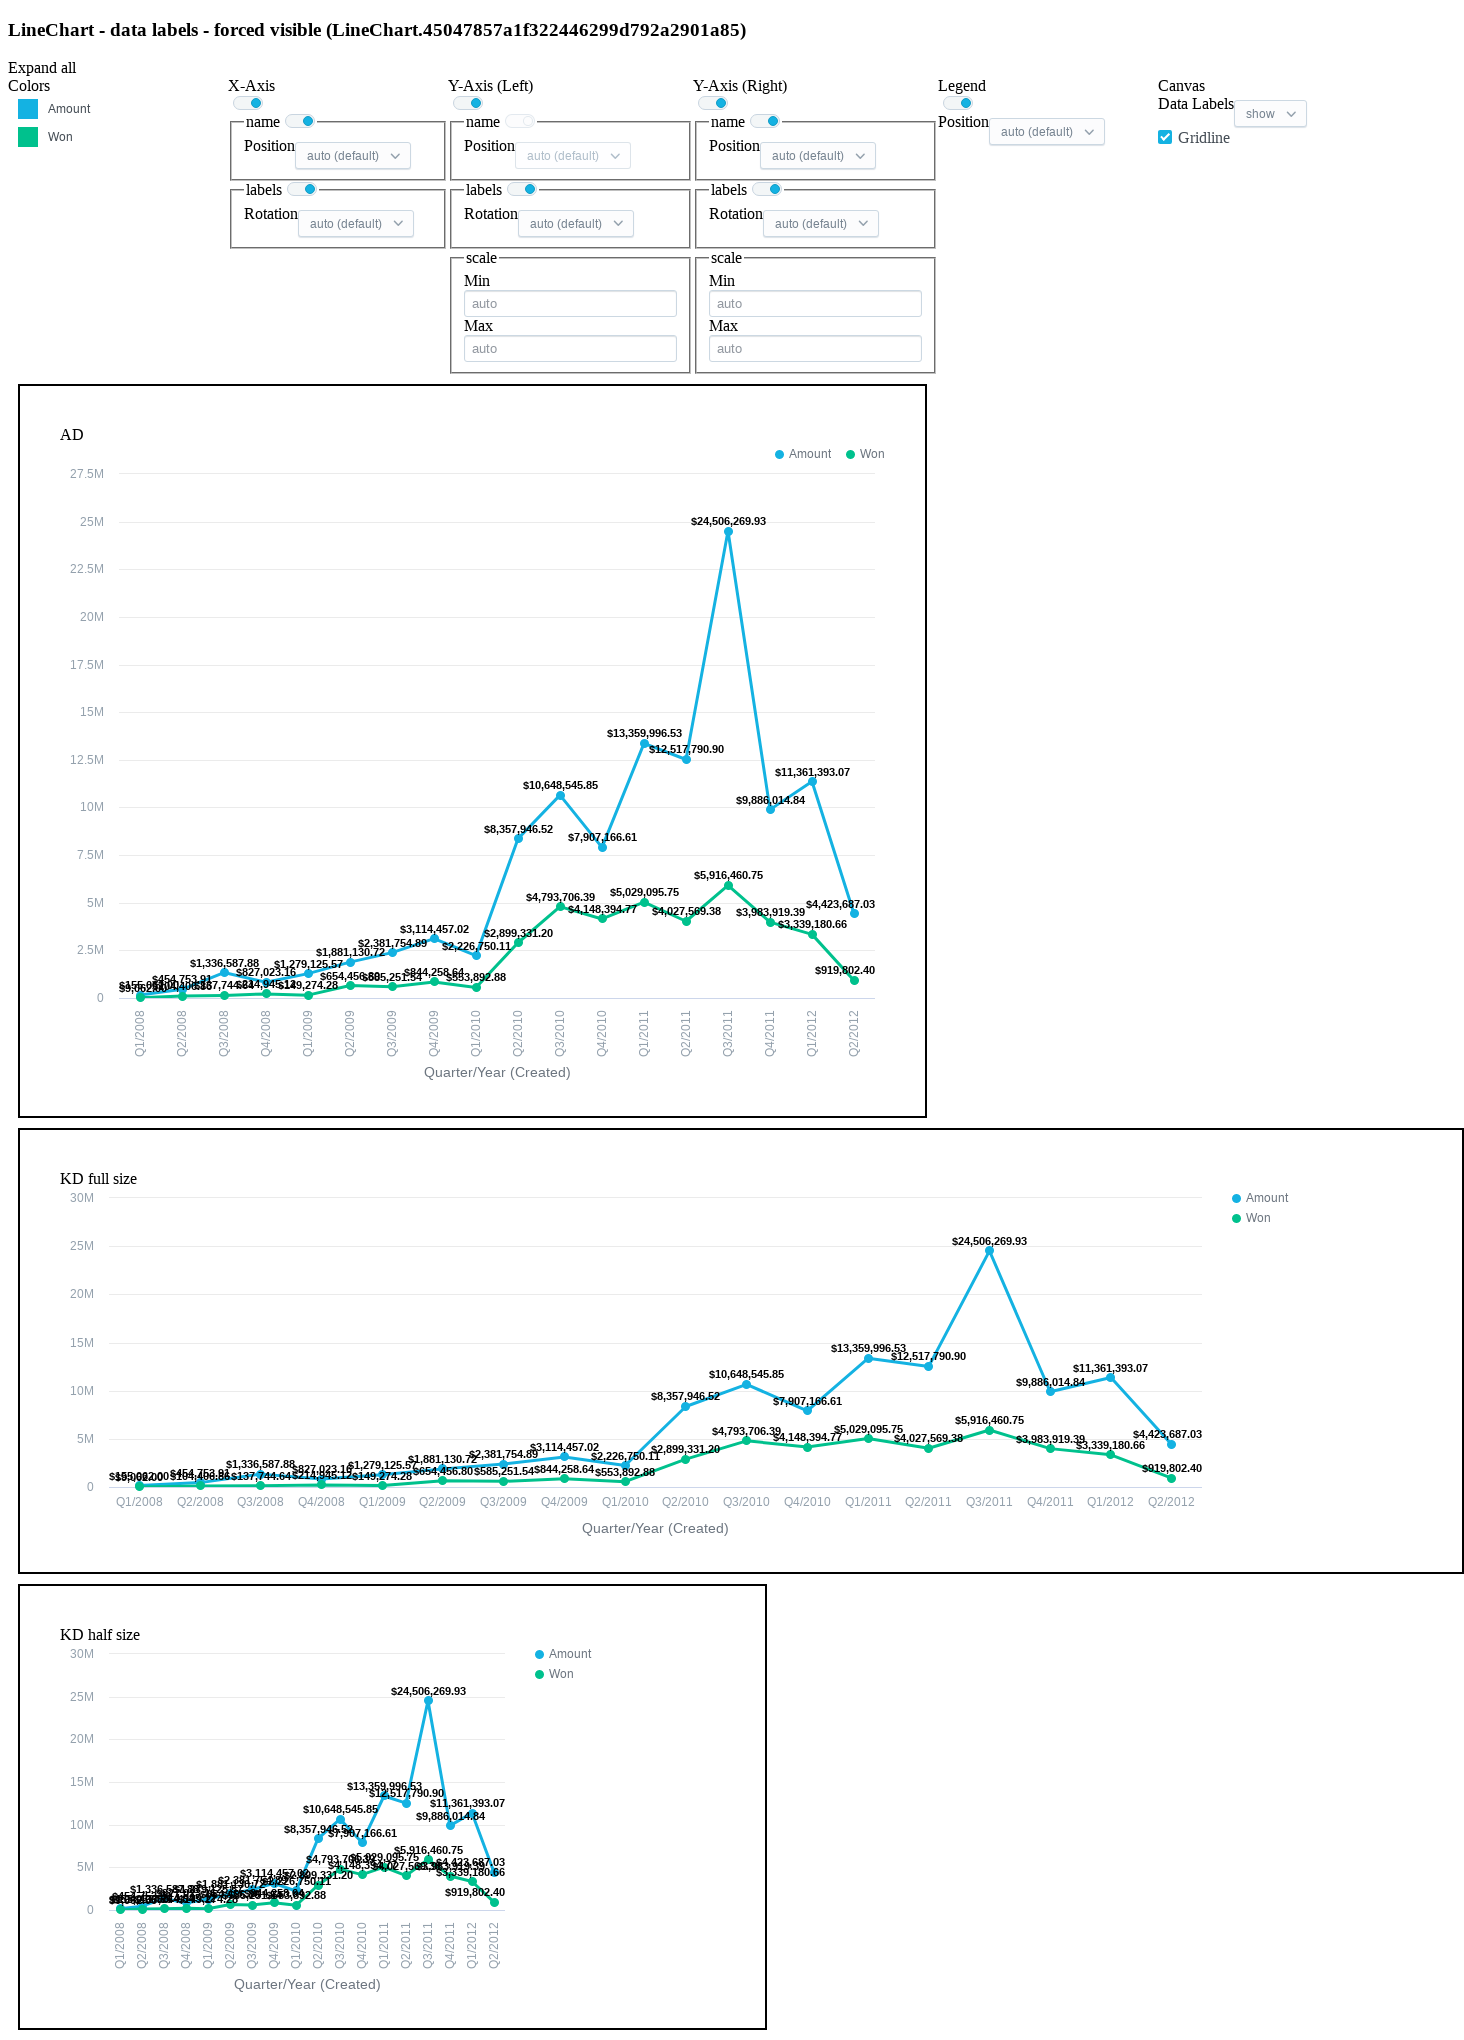 LineChart - data labels - forced visible (LineChart.45047857a1f322446299d792a2901a85)
Expand all
Colors
Amount
Won
X-Axis
name
Position auto (default)
labels
Rotation auto (default)
Y-Axis (Left)
name
Position auto (default)
labels
Rotation auto (default)
scale
Min
auto
Max
auto
Y-Axis (Right)
name
Position auto (default)
labels
Rotation auto (default)
scale
Min
auto
Max
auto
Legend
Position auto (default)
Canvas
Data Labels show
Gridline
AD
Amount Won
27.5M
25M
22.5M
20M
17.5M
15M
12.5M
10M
7.5M
5M
2.5M
0
$24,506,269.93
$13,359,996.53
$12,517,790.90
$11,361,393.07
$10,648,545.85
$9,886,014.84
$8,357,946.52
$7,907,166.61
$5,916,460.75
$5,029,095.75
$4,793,706.39
$4,423,687.03
$4,148,394.77
$4,027,569.38
$3,983,919.39
$3,339,180.66
$3,114,457.02
$2,899,331.20
$2,381,754.89
$2,226,750.11
$1,881,130.72
$1,336,587.88
$1,279,125.57
$919,802.40
$827,023.16
$454,753.91
$844,258.64
$553,892.88
$149,274.28
Q1/2008 Q2/2008 Q3/2008 Q4/2008 Q1/2009 Q2/2009 Q3/2009 Q4/2009 Q1/2010 Q2/2010 Q3/2010 Q4/2010 Q1/2011 Q2/2011 Q3/2011 Q4/2011 Q1/2012 Q2/2012
Quarter/Year (Created)
KD full size
Amount
Won
30M
25M
20M
15M
10M
5M
0
$24,506,269.93
$13,359,996.53
$12,517,790.90
$11,361,393.07
$10,648,545.85
$9,886,014.84
$8,357,946.52
$7,907,166.61
$5,916,460.75
$5,029,095.75
$4,793,706.39
$4,423,687.03
$4,148,394.77
$4,027,569.38
$3,983,919.39
$3,339,180.66
$3,114,457.02
$2,899,331.20
$2,381,754.89
$2,226,750.11
$1,881,130.72
$1,336,587.88
$1,279,125.57
$827,023.16
$919,802.40
$137,744.64
$214,945.12
$149,274.28
$654,456.80
$585,251.54
$844,258.64
$553,892.88
Q1/2008 Q2/2008 Q3/2008 Q4/2008 Q1/2009 Q2/2009 Q3/2009 Q4/2009 Q1/2010 Q2/2010 Q3/2010 Q4/2010 Q1/2011 Q2/2011 Q3/2011 Q4/2011 Q1/2012 Q2/2012
Quarter/Year (Created)
KD half size
Amount
Won
30M
25M
20M
15M
10M
5M
0
$24,506,269.93
$13,359,996.53
$12,517,790.90
$11,361,393.07
$10,648,545.85
$9,886,014.84
$8,357,946.52
$7,907,166.61
$5,916,460.75
$5,029,095.75
$4,423,687.03
$3,339,180.66
$919,802.40
Q1/2008 Q2/2008 Q3/2008 Q4/2008 Q1/2009 Q2/2009 Q3/2009 Q4/2009 Q1/2010 Q2/2010 Q3/2010 Q4/2010 Q1/2011 Q2/2011 Q3/2011 Q4/2011 Q1/2012 Q2/2012
Quarter/Year (Created)